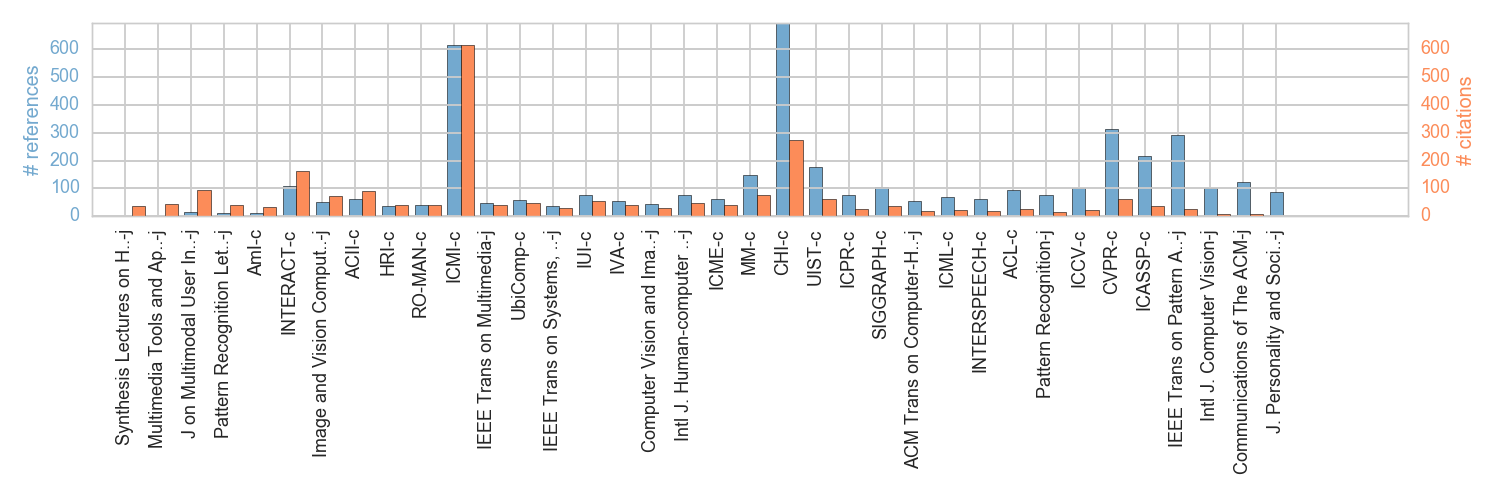 # references
600
500
400
300
200
100
0
600
500
400
300
200
100
0
# citations
Synthesis Lectures on H..-j
Multimedia Tools and Ap..-j
J on Multimodal User In..-j
Pattern Recognition Let..-j
AmI-c
INTERACT-c
Image and Vision Comput..-j
ACII-c
HRI-c
RO-MAN-c
ICMI-c
IEEE Trans on Multimedia-j
UbiComp-c
IEEE Trans on Systems, ..-j
IUI-c
IVA-c
Computer Vision and Ima..-j
Intl J. Human-computer ..-j
ICME-c
MM-c
CHI-c
UIST-c
ICPR-c
SIGGRAPH-c
ACM Trans on Computer-H..-j
ICML-c
INTERSPEECH-c
ACL-c
Pattern Recognition-j
ICCV-c
CVPR-c
ICASSP-c
IEEE Trans on Pattern A..-j
Intl J. Computer Vision-j
Communications of The ACM-j
J. Personality and Soci..-j